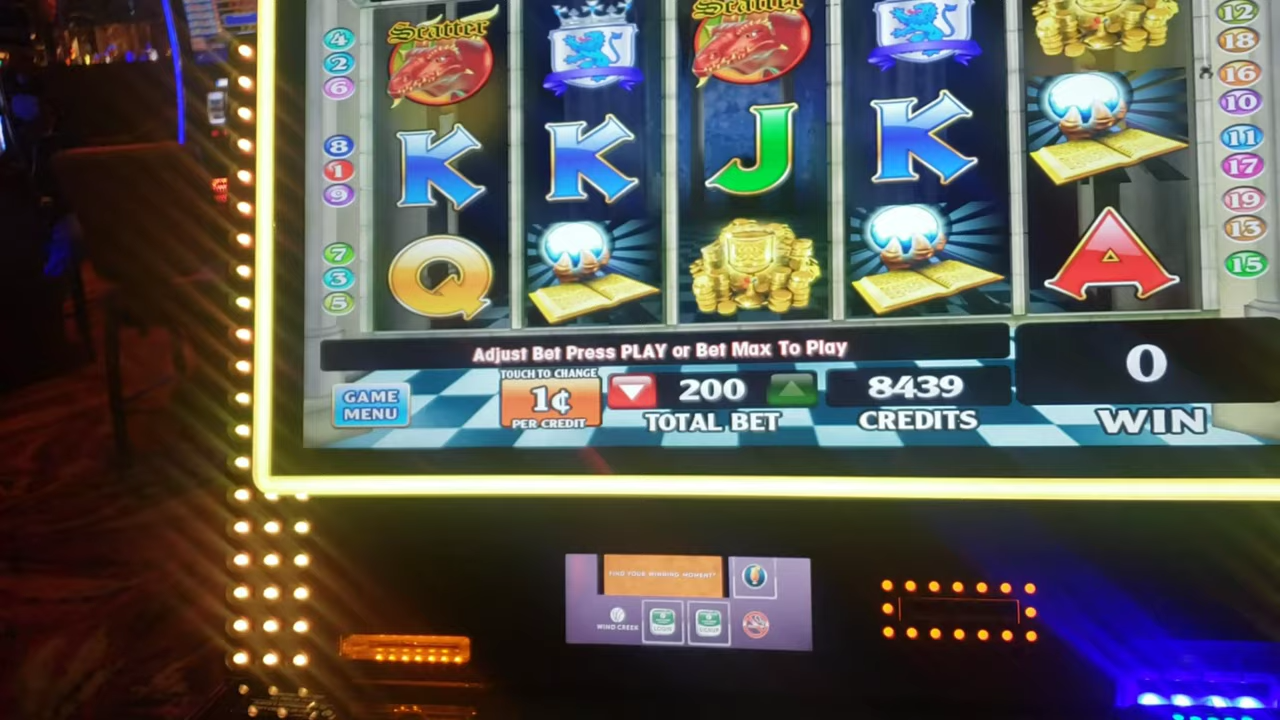 Scatter
Scatter
4
2
6
8
1
9
7
3
5
12
18
16
10
11
17
19
13
15
K
K
J
K
Q
A
Adjust Bet Press PLAY or Bet Max To Play
0
WIN
GAME
MENU
TOUCH TO CHANGE
1¢
PER CREDIT
200
TOTAL BET
8439
CREDITS
FIND YOUR WINNING MOMENT
WIND CREEK